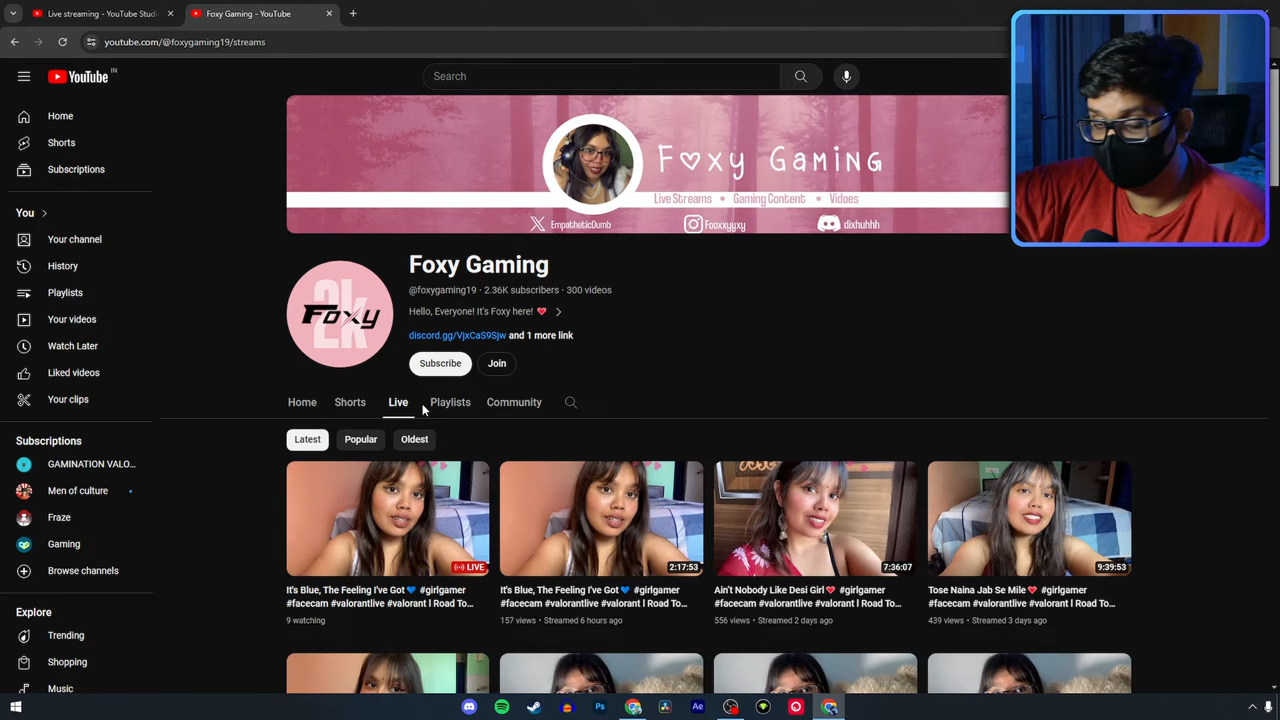 Live streaming - YouTube Studi
Foxy Gaming - YouTube
youtube.com/@foxygaming19/streams
YouTube IN
Search
Foxy Gaming
Live Streams • Gaming Content • Vidoes
EmpatheticDumb
Fooxxyyxy
dixhuhhh
Home
Shorts
Subscriptions
You
Your channel
History
Playlists
Your videos
Watch Later
Liked videos
Your clips
Subscriptions
GAMINATION VALO...
Men of culture
Fraze
Gaming
Browse channels
Explore
Trending
Shopping
Music
2k
Foxy
Foxy Gaming
@foxygaming19 · 2.36K subscribers · 300 videos
Hello, Everyone! It's Foxy here! ❤️
discord.gg/VjxCaS9Sjw and 1 more link
Subscribe
Join
Home
Shorts
Live
Playlists
Community
Latest
Popular
Oldest
LIVE
It's Blue, The Feeling I've Got💙 #girlgamer
#facecam #valorantlive #valorant l Road To...
9 watching
2:17:53
It's Blue, The Feeling I've Got💙 #girlgamer
#facecam #valorantlive #valorant l Road To...
157 views · Streamed 6 hours ago
7:36:07
Ain't Nobody Like Desi Girl❤️ #girlgamer
#facecam #valorantlive #valorant l Road To...
556 views · Streamed 2 days ago
9:39:53
Tose Naina Jab Se Mile❤️ #girlgamer
#facecam #valorantlive #valorant l Road To...
439 views · Streamed 3 days ago
Ps
Ae